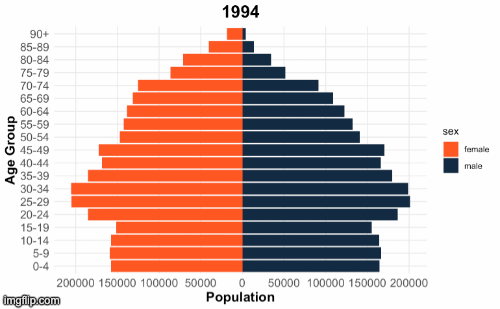 1994
90+
85-89
80-84
75-79
70-74
65-69
60-64
55-59
50-54
45-49
40-44
35-39
30-34
25-29
20-24
15-19
10-14
5-9
0-4
Age Group
200000 150000 100000 50000 0 50000 100000 150000 200000
Population
sex
female
male
imgflip.com